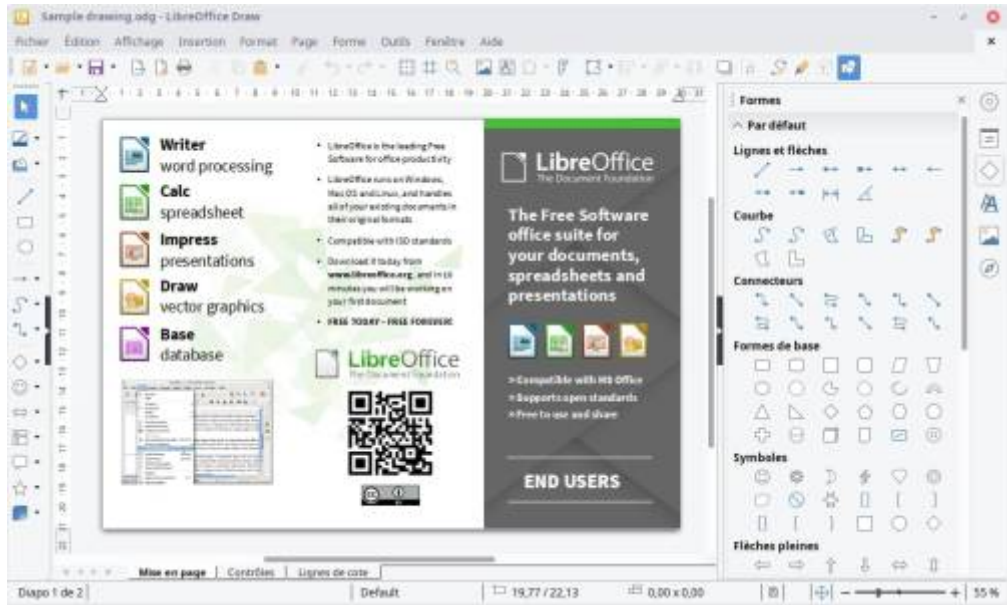 Sample drawing.odg - LibreOffice Draw
Fichier Édition Affichage Insertion Format Page Forme Outils Fenêtre Aide
Writer
word processing
Calc
spreadsheet
Impress
presentations
Draw
vector graphics
Base
database
• LibreOffice is the leading Free
Software for office productivity
• LibreOffice runs on Windows,
Mac OS and Linux, and handles
all of your existing documents in
their original formats
• Compatible with ISO standards
• Download it today from
www.libreoffice.org, and in 10
minutes you will be working on
your first document
• FREE TODAY - FREE FOREVER!
LibreOffice
The Document Foundation
LibreOffice
The Document Foundation
The Free Software
office suite for
your documents,
spreadsheets and
presentations
» Compatible with MS Office
» Supports open standards
» Free to use and share
END USERS
Formes
Par défaut
Lignes et flèches
Courbe
Connecteurs
Formes de base
Symboles
Flèches pleines
Mise en page Contrôles Lignes de cote
Diapo 1 de 2 Default 19,77 / 22,13 0,00 x 0,00 55 %